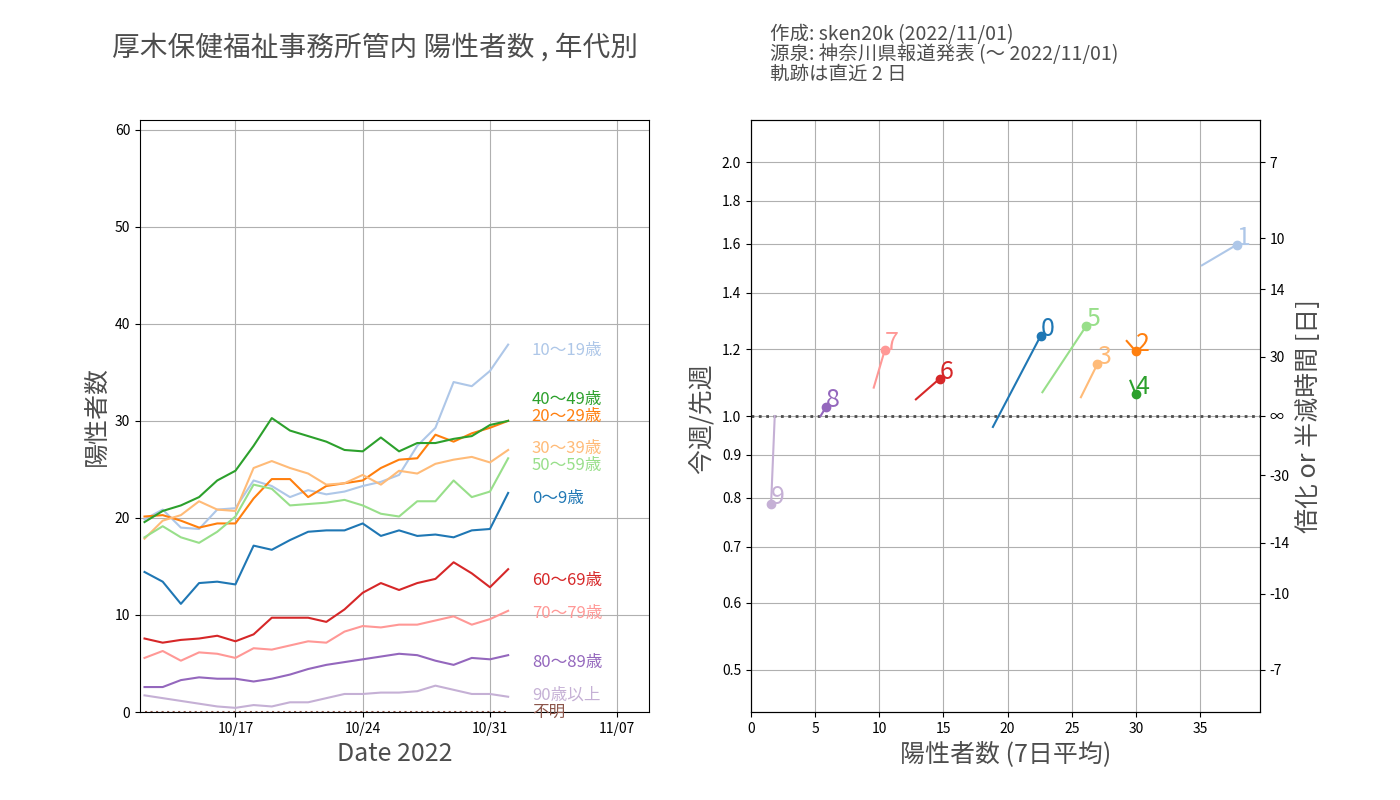 厚木保健福祉事務所管内 陽性者数 , 年代別
作成: sken20k (2022/11/01)
源泉: 神奈川県報道発表 (〜 2022/11/01)
軌跡は直近 2 日
陽性者数
60
50
40
30
20
10
0
10〜19歳
40〜49歳
20〜29歳
30〜39歳
50〜59歳
0〜9歳
60〜69歳
70〜79歳
80〜89歳
90歳以上
不明
10/17
10/24
10/31
11/07
Date 2022
今週/先週
2.0
1.8
1.6
1.4
1.2
1.0
0.9
0.8
0.7
0.6
0.5
1
0
5
2
7
3
6
4
8
9
7
10
14
30
∞
-30
-14
-10
-7
倍化 or 半減時間 [日]
0
5
10
15
20
25
30
35
陽性者数 (7日平均)